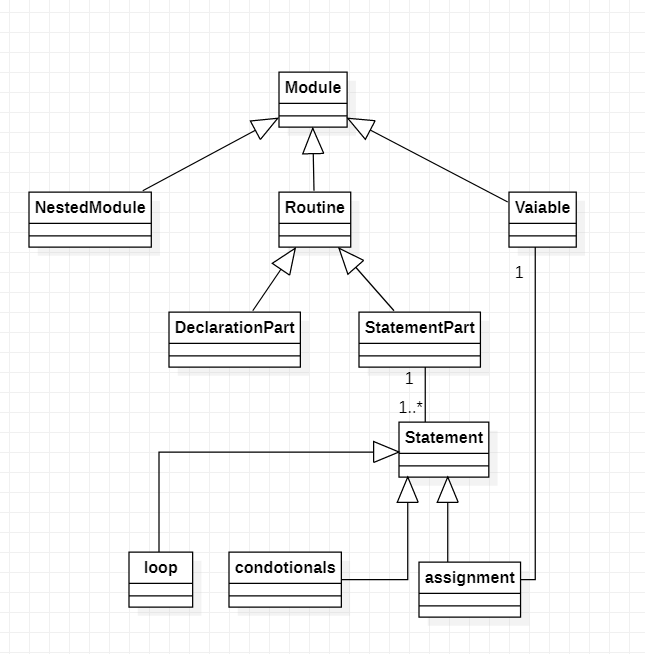 Module
NestedModule
Routine
Vaiable
1
DeclarationPart
StatementPart
1
1..*
Statement
loop
condotionals
assignment